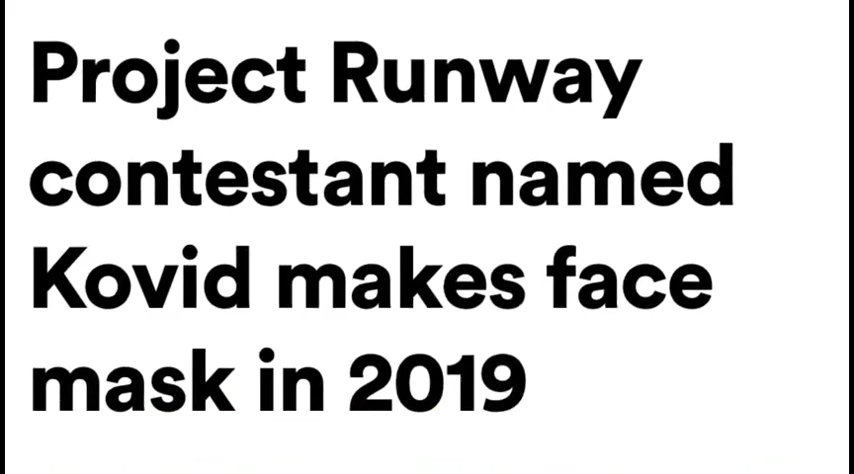 Project Runway
contestant named
Kovid makes face
mask in 2019